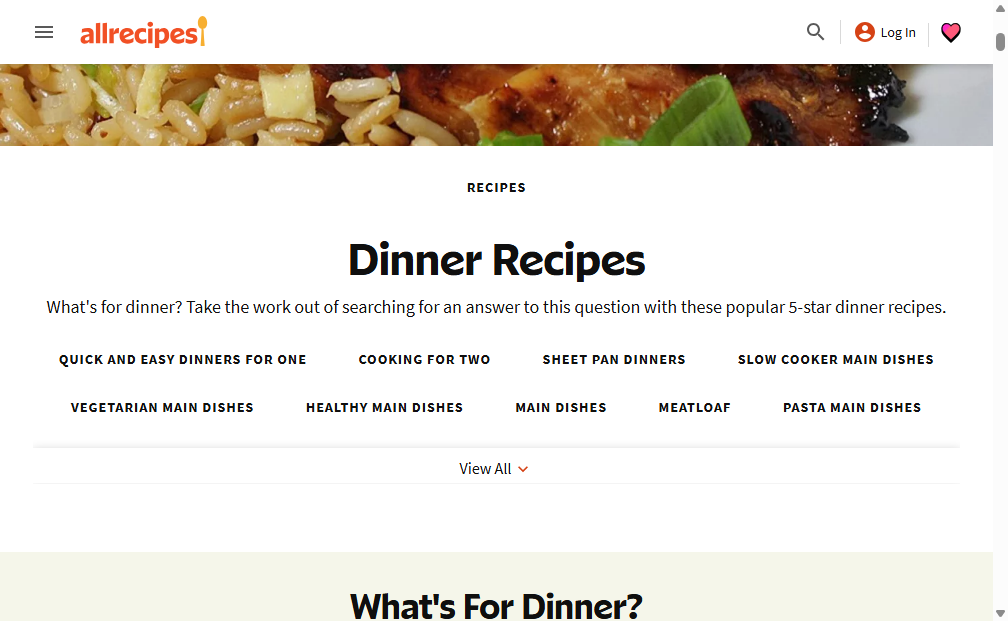 allrecipes
Log In
RECIPES
Dinner Recipes
What's for dinner? Take the work out of searching for an answer to this question with these popular 5-star dinner recipes.
QUICK AND EASY DINNERS FOR ONE
COOKING FOR TWO
SHEET PAN DINNERS
SLOW COOKER MAIN DISHES
VEGETARIAN MAIN DISHES
HEALTHY MAIN DISHES
MAIN DISHES
MEATLOAF
PASTA MAIN DISHES
View All
What's For Dinner?